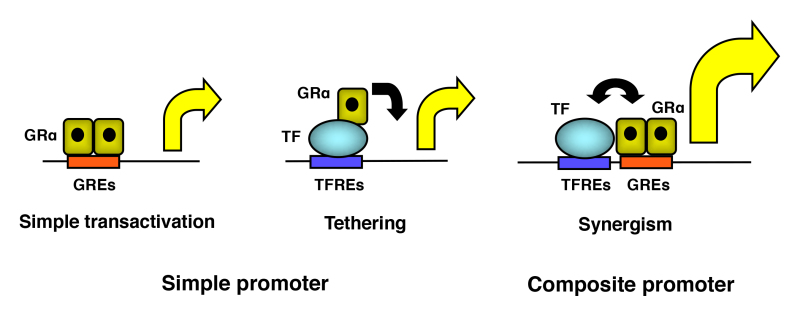 GRα
GREs
Simple transactivation
GRα
TF
TFREs
Tethering
TF
GRα
TFREs
GREs
Synergism
Simple promoter
Composite promoter